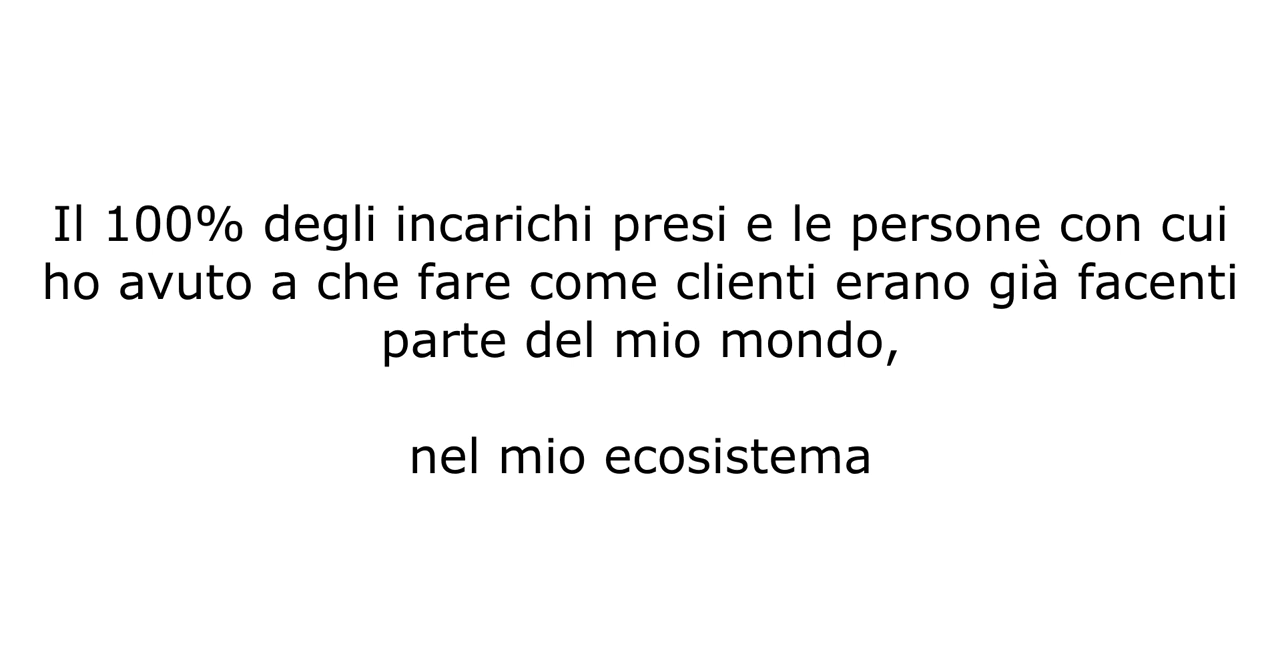 Il 100% degli incarichi presi e le persone con cui
ho avuto a che fare come clienti erano già facenti
parte del mio mondo,
nel mio ecosistema